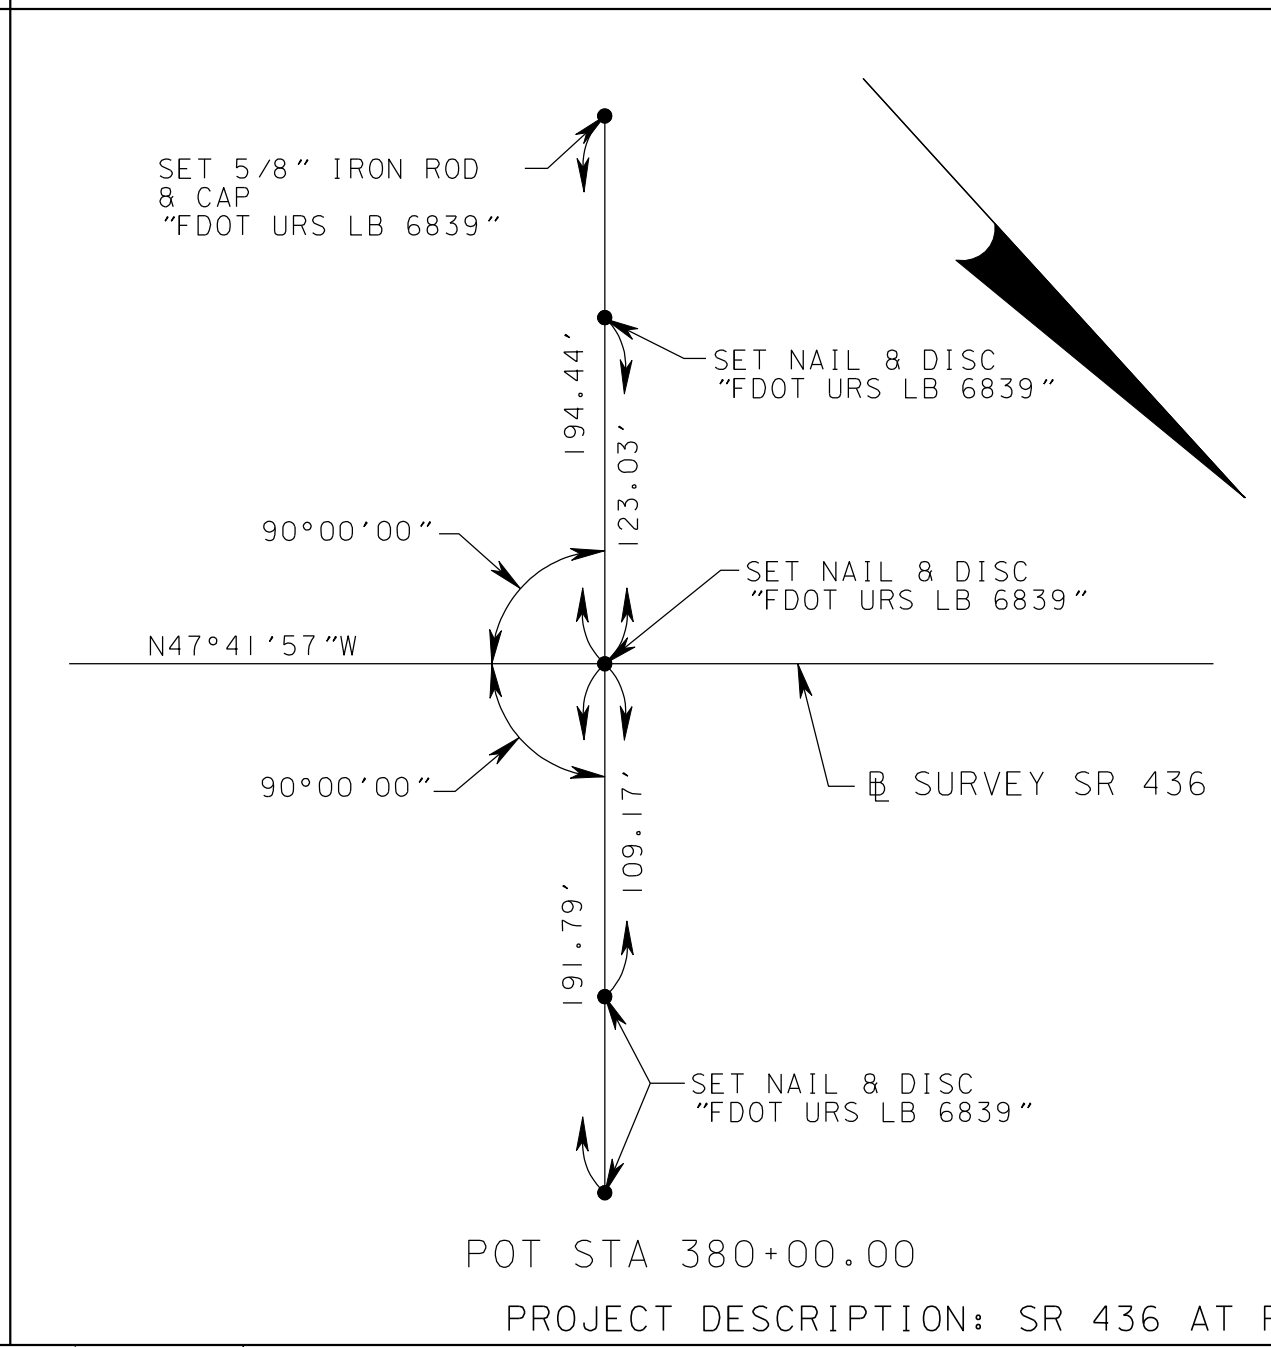 SET 5/8" IRON ROD
& CAP
"FDOT URS LB 6839"
194.44'
SET NAIL & DISC
"FDOT URS LB 6839"
123.03'
90°00'00"
SET NAIL & DISC
"FDOT URS LB 6839"
N47°41'57"W
90°00'00"
BL SURVEY SR 436
109.17'
191.79'
SET NAIL & DISC
"FDOT URS LB 6839"
POT STA 380+00.00
PROJECT DESCRIPTION: SR 436 AT